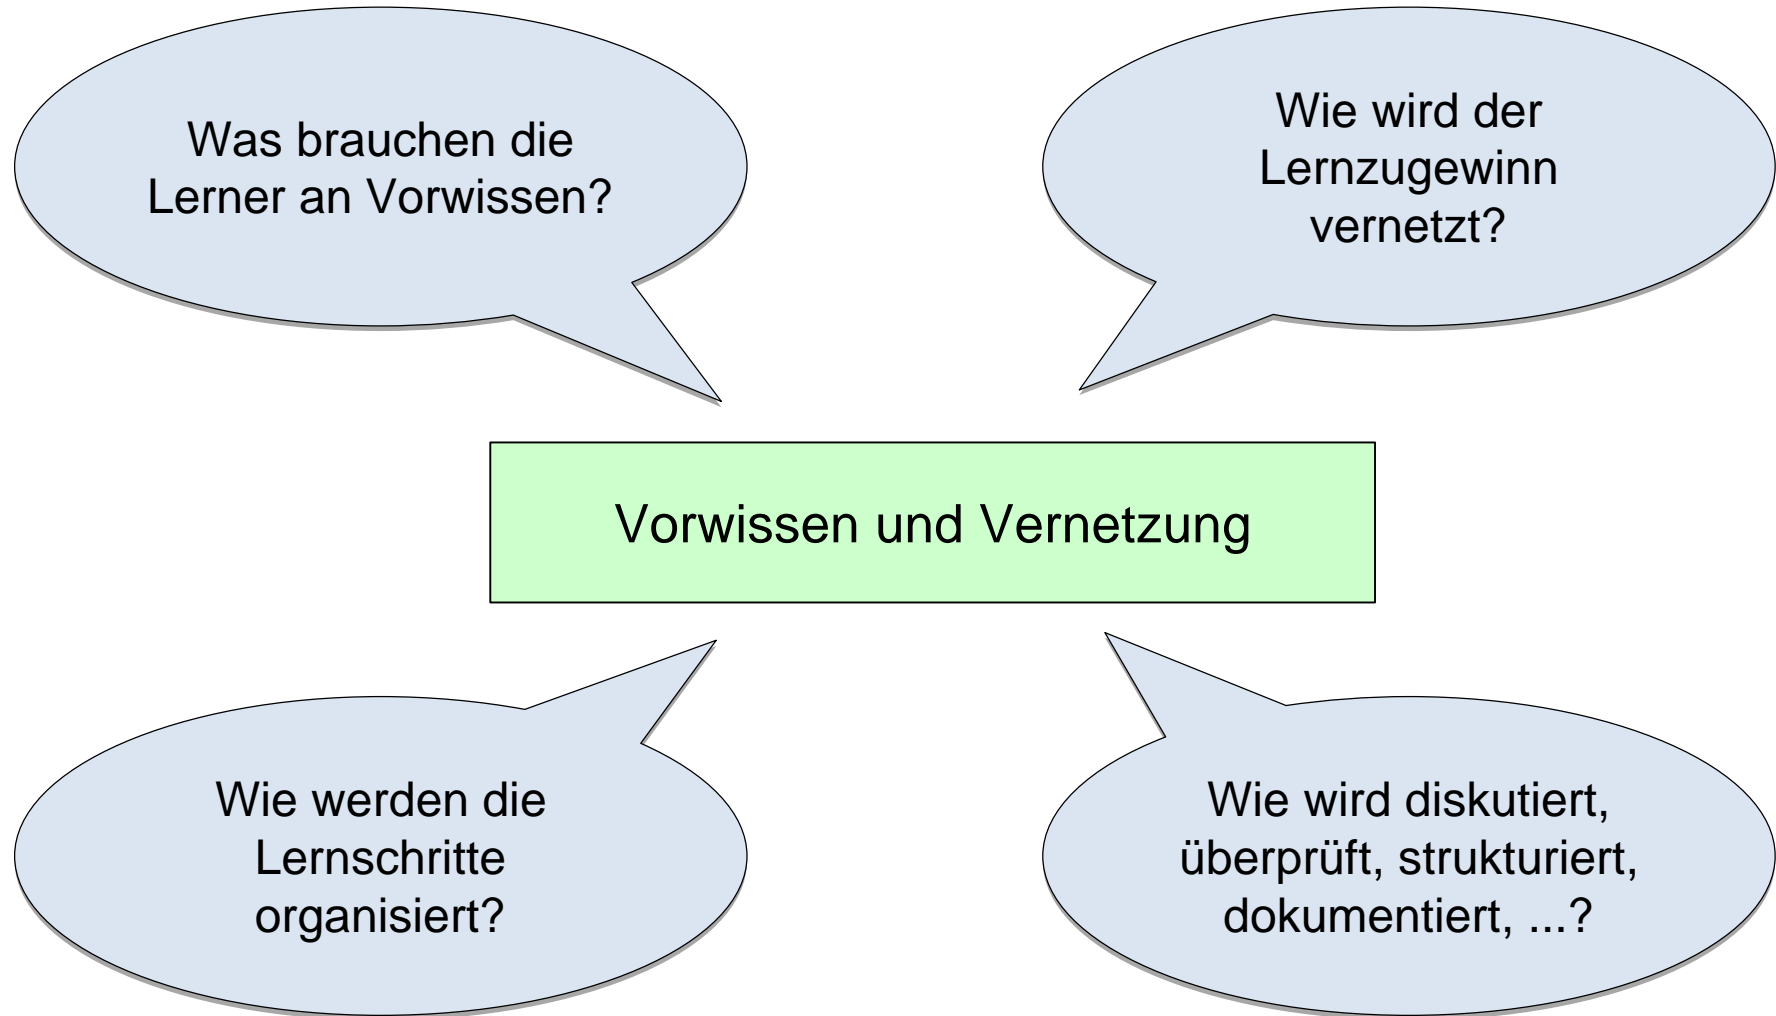 Was brauchen die
Lerner an Vorwissen?
Wie wird der
Lernzugewinn
vernetzt?
Vorwissen und Vernetzung
Wie werden die
Lernschritte
organisiert?
Wie wird diskutiert,
überprüft, strukturiert,
dokumentiert, ...?